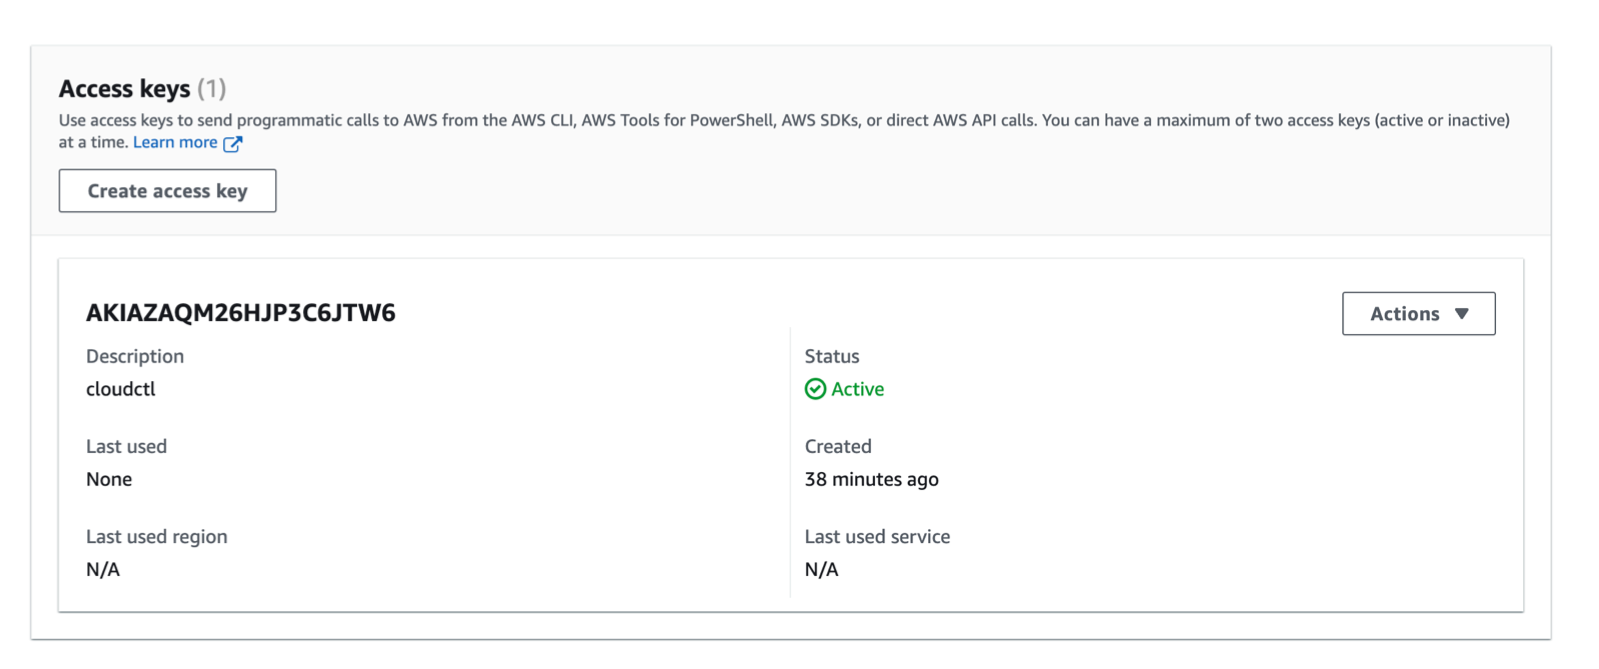 Access keys (1)
Use access keys to send programmatic calls to AWS from the AWS CLI, AWS Tools for PowerShell, AWS SDKs, or direct AWS API calls. You can have a maximum of two access keys (active or inactive)
at a time. Learn more
Create access key
AKIAZAQM26HJP3C6JTW6
Actions
Description
cloudctl
Status
Active
Last used
None
Created
38 minutes ago
Last used region
N/A
Last used service
N/A